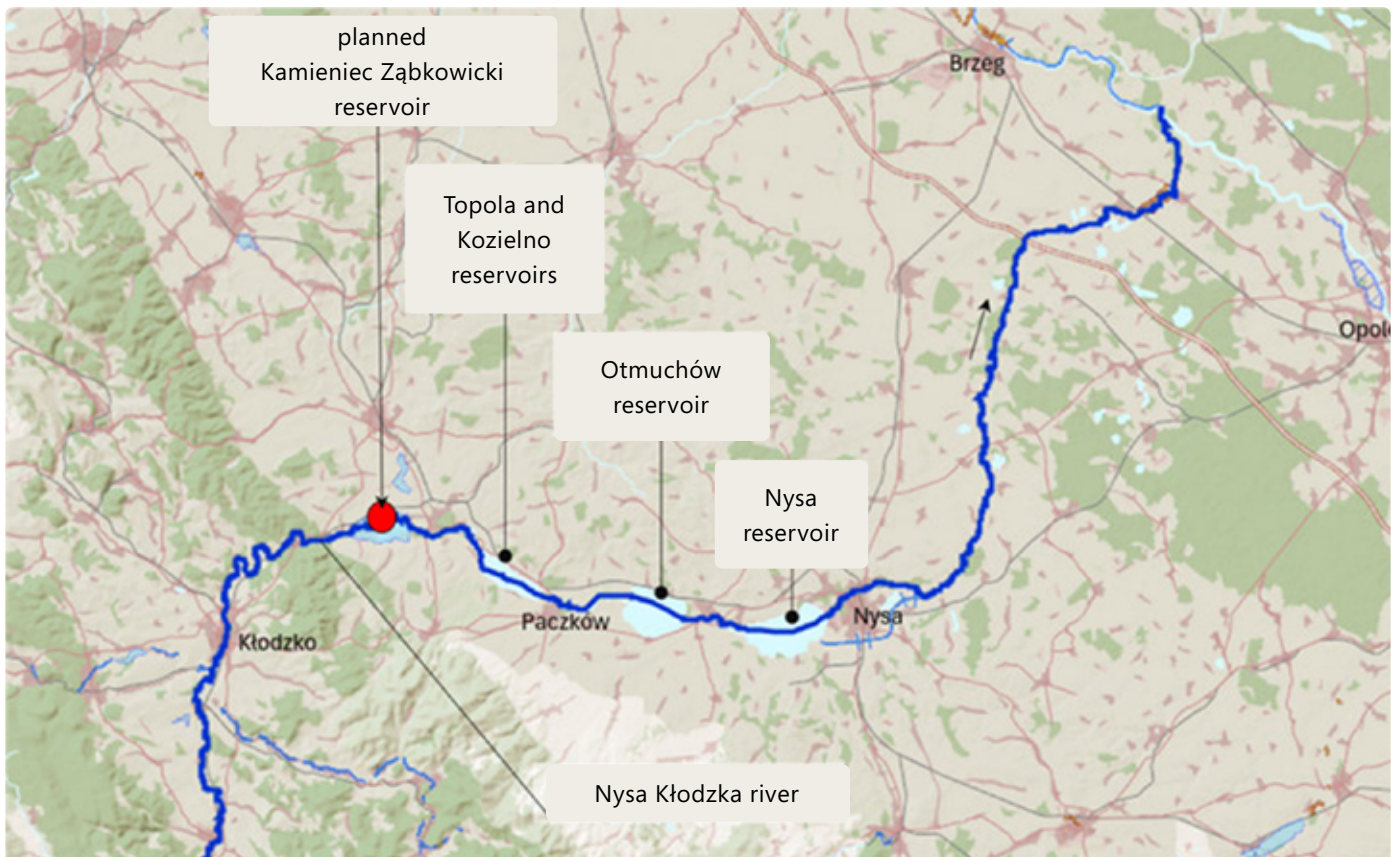 planned
Kamieniec Ząbkowicki
reservoir
Brzeg
Topola and
Kozielno
reservoirs
Opol
Otmuchów
reservoir
Nysa
reservoir
Paczków
Nysa
Kłodzko
Nysa Kłodzka river